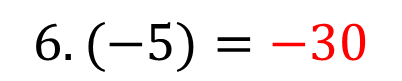 6. (−5) = −30